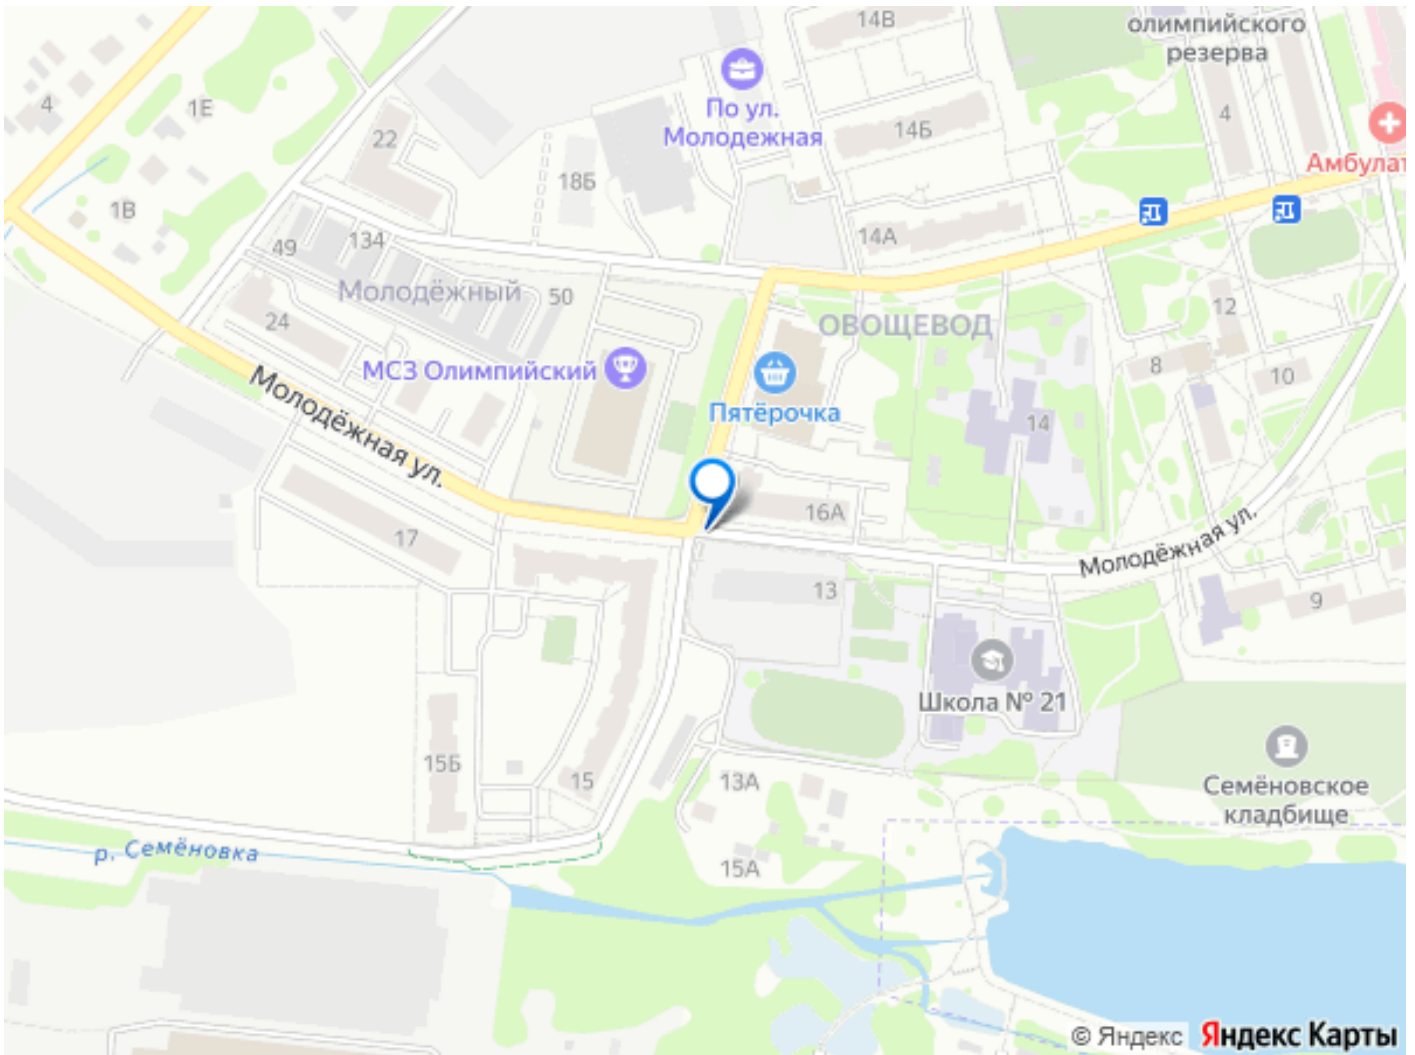 14В
олимпийского
резерва
4
1Е
По ул.
Молодежная
22
14Б
4
Амбулат
18Б
1В
49
134
14А
Молодёжный
50
24
ОВОЩЕВОД
12
МСЗ Олимпийский
8
10
Молодёжная ул.
Пятёрочка
14
16А
17
Молодёжная ул.
13
9
Школа № 21
15Б
15
13А
Семёновское
кладбище
р. Семёновка
15А
© Яндекс Яндекс Карты